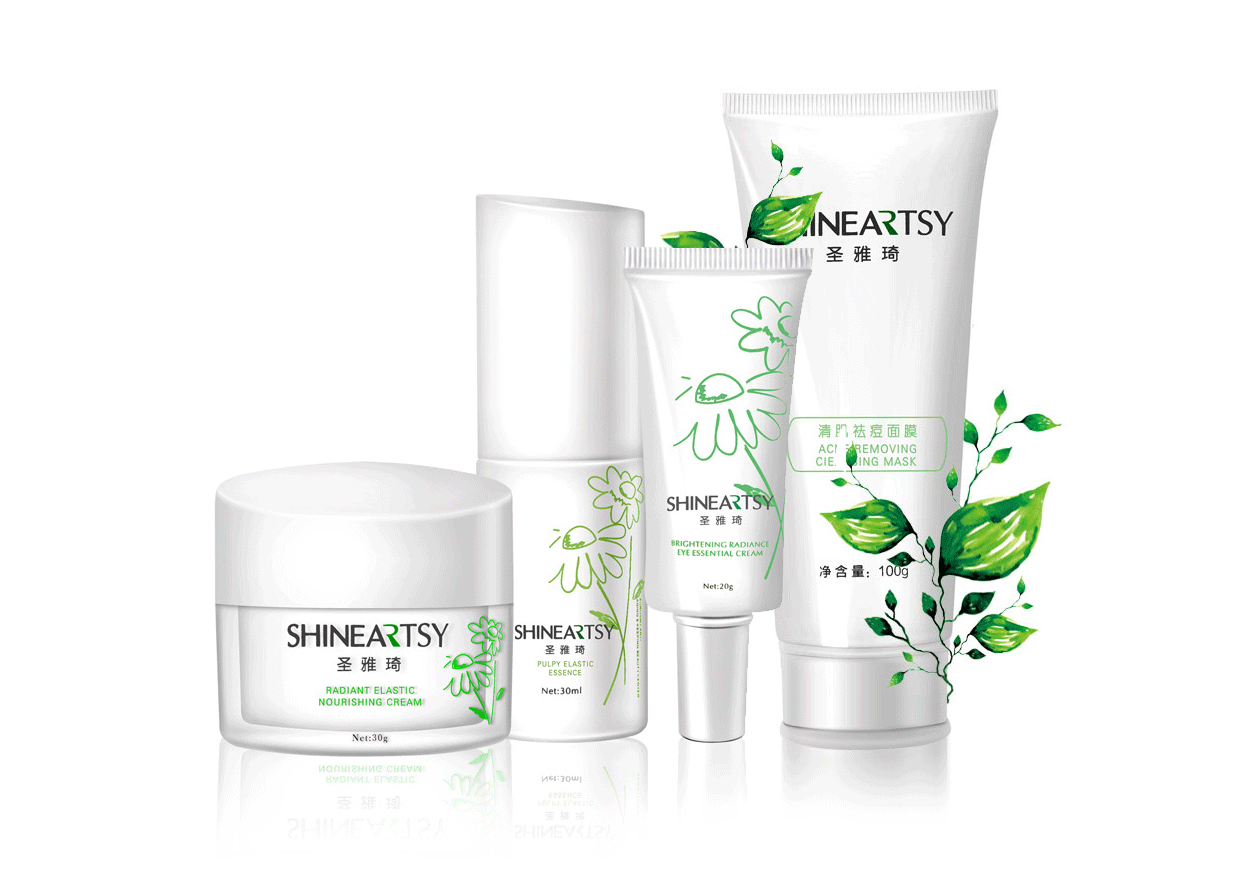 SHINEARTSY
圣雅琦
RADIANT ELASTIC
NOURISHING CREAM
Net:30g
SHINEARTSY
圣雅琦
PULPY ELASTIC
ESSENCE
Net:30ml
SHINEARTSY
圣雅琦
BRIGHTENING RADIANCE
EYE ESSENTIAL CREAM
Net:20g
INEARTSY
圣雅琦
清 祛痘面膜
REMOVING
MASK
净含量：100g